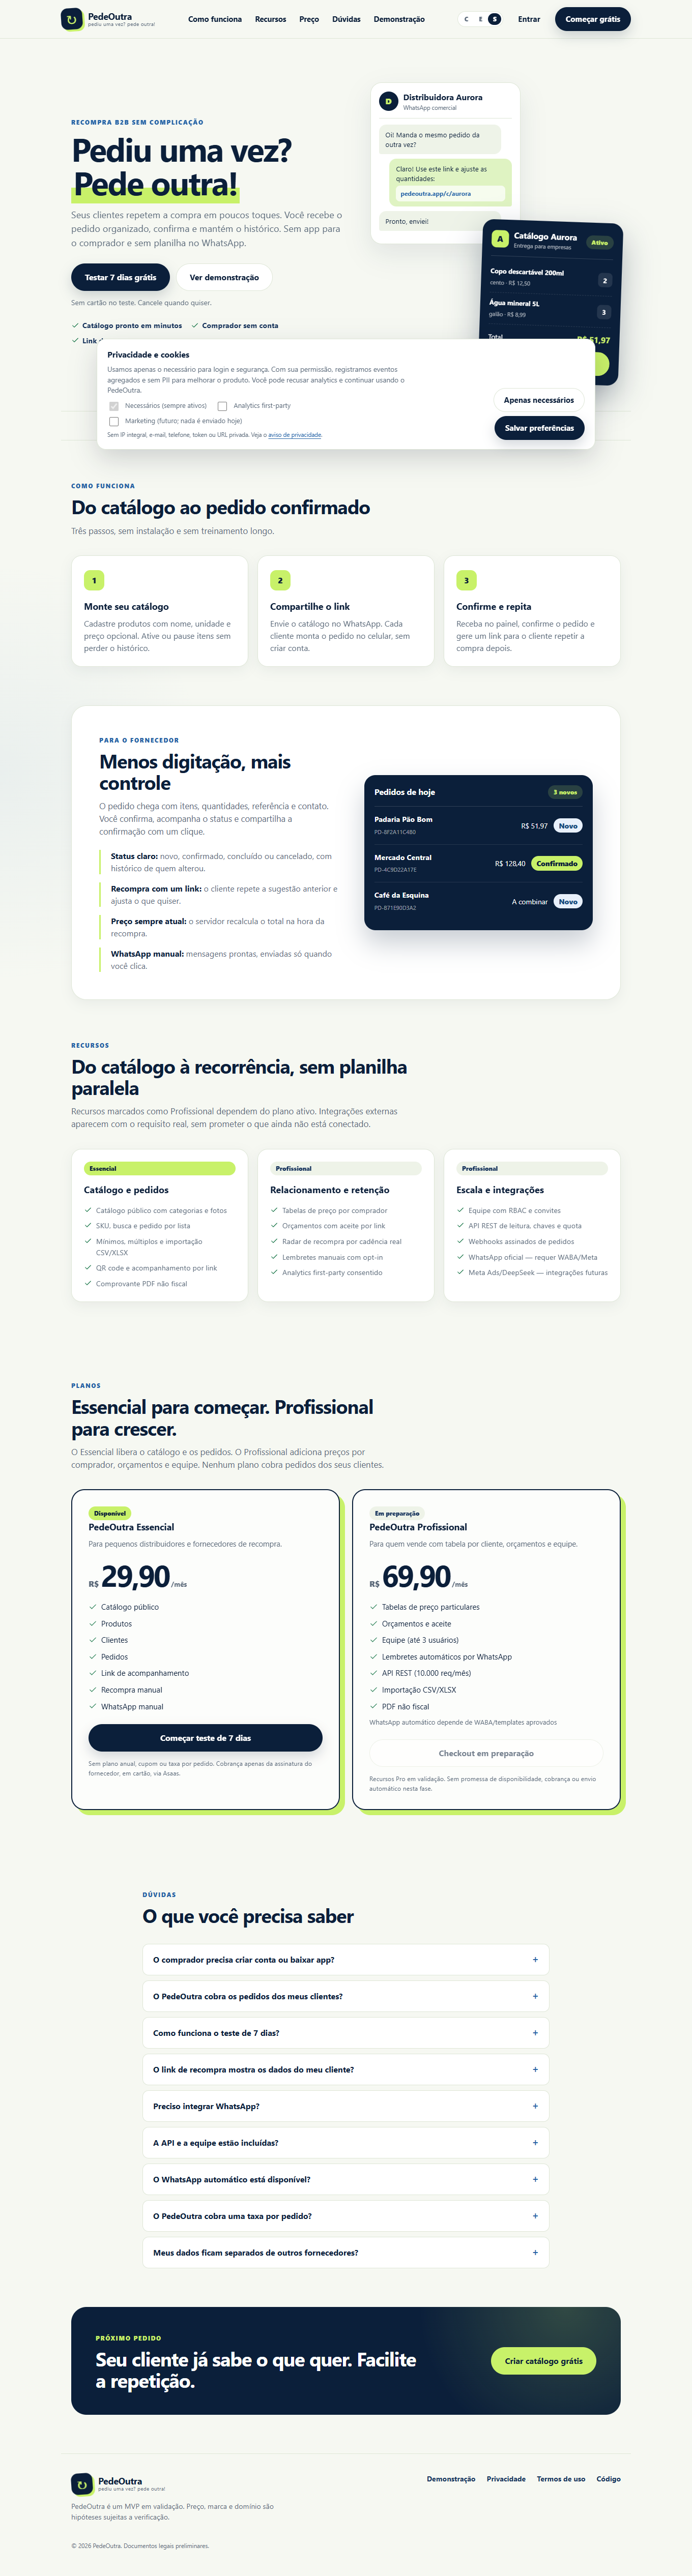 PedeOutra
pediu uma vez? pede outra!
Como funciona
Recursos
Preço
Dúvidas
Demonstração
C
E
S
Entrar
Começar grátis
RECOMPRA B2B SEM COMPLICAÇÃO
Pediu uma vez?
Pede outra!
Seus clientes repetem a compra em poucos toques. Você recebe o
pedido organizado, confirma e mantém o histórico. Sem app para
o comprador e sem planilha no WhatsApp.
Testar 7 dias grátis
Ver demonstração
Sem cartão no teste. Cancele quando quiser.
Catálogo pronto em minutos
Comprador sem conta
D
Distribuidora Aurora
WhatsApp comercial
Oi! Manda o mesmo pedido da
outra vez?
Claro! Use este link e ajuste as
quantidades:
pedeoutra.app/c/aurora
Pronto, enviei!
A
Catálogo Aurora
Entrega para empresas
Ativo
Copo descartável 200ml
cento · R$ 12,50
2
Água mineral 5L
galão · R$ 8,99
3
Total
51,97
Privacidade e cookies
Usamos apenas o necessário para login e segurança. Com sua permissão, registramos eventos
agregados e sem PII para melhorar o produto. Você pode recusar analytics e continuar usando o
PedeOutra.
Necessários (sempre ativos)
Analytics first-party
Marketing (futuro; nada é enviado hoje)
Sem IP integral, e-mail, telefone, token ou URL privada. Veja o aviso de privacidade.
Apenas necessários
Salvar preferências
COMO FUNCIONA
Do catálogo ao pedido confirmado
Três passos, sem instalação e sem treinamento longo.
1
Monte seu catálogo
Cadastre produtos com nome, unidade e
preço opcional. Ative ou pause itens sem
perder o histórico.
2
Compartilhe o link
Envie o catálogo no WhatsApp. Cada
cliente monta o pedido no celular, sem
criar conta.
3
Confirme e repita
Receba no painel, confirme o pedido e
gere um link para o cliente repetir a
compra depois.
PARA O FORNECEDOR
Menos digitação, mais
controle
O pedido chega com itens, quantidades, referência e contato.
Você confirma, acompanha o status e compartilha a
confirmação com um clique.
Status claro: novo, confirmado, concluído ou cancelado, com
histórico de quem alterou.
Recompra com um link: o cliente repete a sugestão anterior e
ajusta o que quiser.
Preço sempre atual: o servidor recalcula o total na hora da
recompra.
WhatsApp manual: mensagens prontas, enviadas só quando
você clica.
Pedidos de hoje
3 novos
Padaria Pão Bom
PD-8F2A11C4B0
R$ 51,97
Novo
Mercado Central
PD-4C9D22A17E
R$ 128,40
Confirmado
Café da Esquina
PD-B71E90D3A2
A combinar
Novo
RECURSOS
Do catálogo à recorrência, sem planilha
paralela
Recursos marcados como Profissional dependem do plano ativo. Integrações externas
aparecem com o requisito real, sem prometer o que ainda não está conectado.
Essencial
Catálogo e pedidos
Catálogo público com categorias e fotos
SKU, busca e pedido por lista
Mínimos, múltiplos e importação
CSV/XLSX
QR code e acompanhamento por link
Comprovante PDF não fiscal
Profissional
Relacionamento e retenção
Tabelas de preço por comprador
Orçamentos com aceite por link
Radar de recompra por cadência real
Lembretes manuais com opt-in
Analytics first-party consentido
Profissional
Escala e integrações
Equipe com RBAC e convites
API REST de leitura, chaves e quota
Webhooks assinados de pedidos
WhatsApp oficial — requer WABA/Meta
Meta Ads/DeepSeek — integrações futuras
PLANOS
Essencial para começar. Profissional
para crescer.
O Essencial libera o catálogo e os pedidos. O Profissional adiciona preços por
comprador, orçamentos e equipe. Nenhum plano cobra pedidos dos seus clientes.
Disponível
PedeOutra Essencial
Para pequenos distribuidores e fornecedores de recompra.
R$ 29,90 /mês
Catálogo público
Produtos
Clientes
Pedidos
Link de acompanhamento
Recompra manual
WhatsApp manual
Começar teste de 7 dias
Sem plano anual, cupom ou taxa por pedido. Cobrança apenas da assinatura do
fornecedor, em cartão, via Asaas.
Em preparação
PedeOutra Profissional
Para quem vende com tabela por cliente, orçamentos e equipe.
R$ 69,90 /mês
Tabelas de preço particulares
Orçamentos e aceite
Equipe (até 3 usuários)
Lembretes automáticos por WhatsApp
API REST (10.000 req/mês)
Importação CSV/XLSX
PDF não fiscal
WhatsApp automático depende de WABA/templates aprovados
Checkout em preparação
Recursos Pro em validação. Sem promessa de disponibilidade, cobrança ou envio
automático nesta fase.
DÚVIDAS
O que você precisa saber
O comprador precisa criar conta ou baixar app? +
O PedeOutra cobra os pedidos dos meus clientes? +
Como funciona o teste de 7 dias? +
O link de recompra mostra os dados do meu cliente? +
Preciso integrar WhatsApp? +
A API e a equipe estão incluídas? +
O WhatsApp automático está disponível? +
O PedeOutra cobra uma taxa por pedido? +
Meus dados ficam separados de outros fornecedores? +
PRÓXIMO PEDIDO
Seu cliente já sabe o que quer. Facilite
a repetição.
Criar catálogo grátis
PedeOutra
pediu uma vez? pede outra!
PedeOutra é um MVP em validação. Preço, marca e domínio são
hipóteses sujeitas a verificação.
Demonstração
Privacidade
Termos de uso
Código
© 2026 PedeOutra. Documentos legais preliminares.